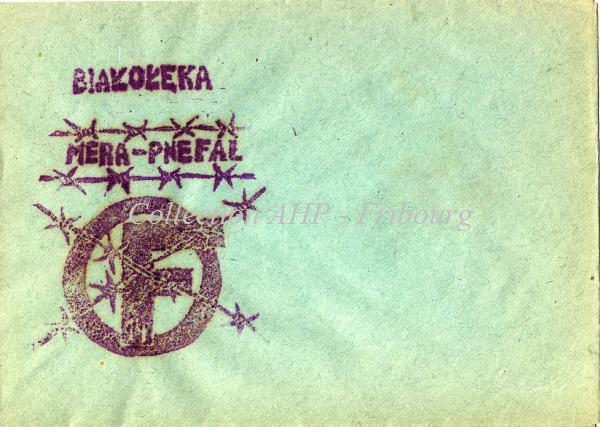 BIAŁOŁĘKA
MERA-PNEFAL
Collection AHP - Fribourg
F